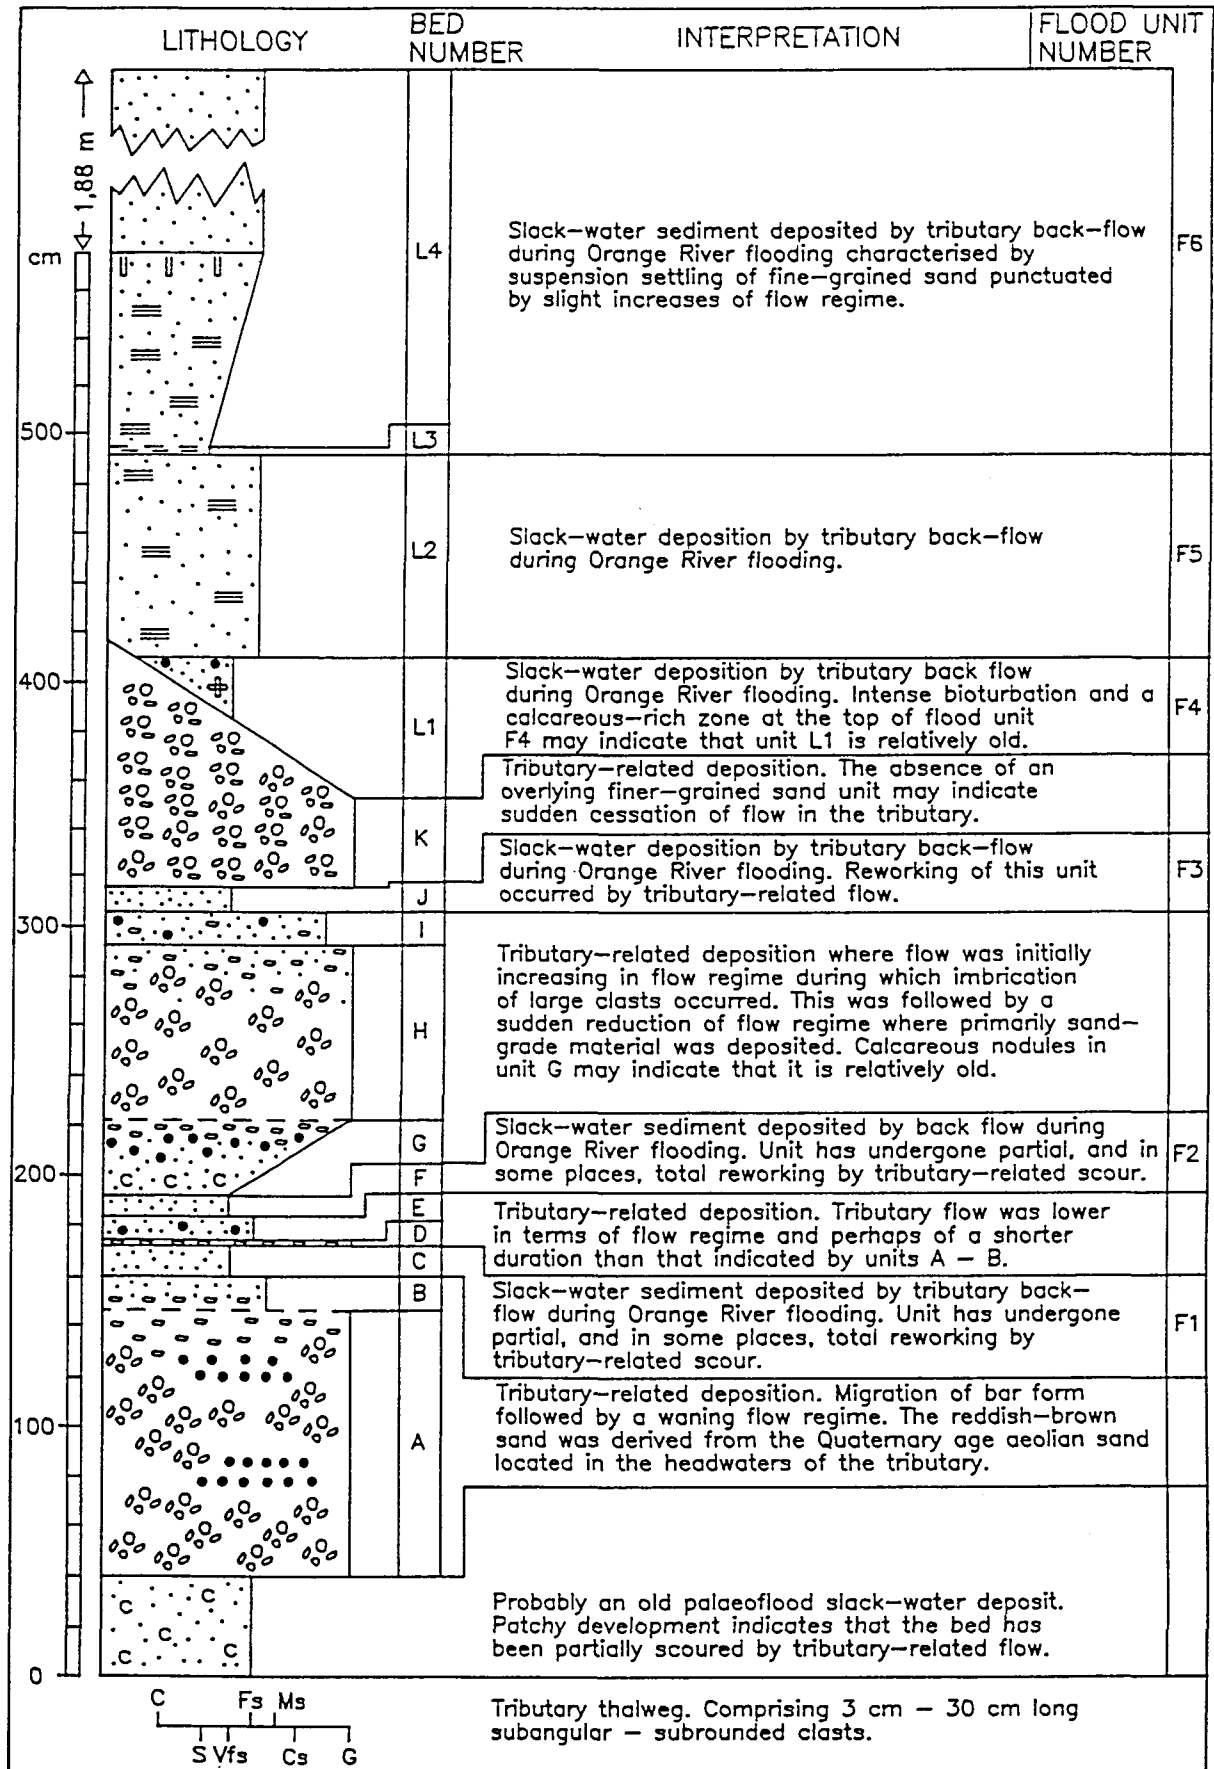 LITHOLOGY
BED
NUMBER
INTERPRETATION
FLOOD UNIT
NUMBER
1,88 m
cm
500
400
300
200
100
0
L4
Slack-water sediment deposited by tributary back-flow
during Orange River flooding characterised by
suspension settling of fine-grained sand punctuated
by slight increases of flow regime.
F6
L3
L2
Slack-water deposition by tributary back-flow
during Orange River flooding.
F5
L1
Slack-water deposition by tributary back flow
during Orange River flooding. Intense bioturbation and a
calcareous-rich zone at the top of flood unit
F4 may indicate that unit L1 is relatively old.
F4
K
Tributary-related deposition. The absence of an
overlying finer-grained sand unit may indicate
sudden cessation of flow in the tributary.
J
Slack-water deposition by tributary back-flow
during Orange River flooding. Reworking of this unit
occurred by tributary-related flow.
F3
I
H
Tributary-related deposition where flow was initially
increasing in flow regime during which imbrication
of large clasts occurred. This was followed by a
sudden reduction of flow regime where primarily sand-
grade material was deposited. Calcareous nodules in
unit G may indicate that it is relatively old.
G
C C C C
F
Slack-water sediment deposited by back flow during
Orange River flooding. Unit has undergone partial, and in
some places, total reworking by tributary-related scour.
F2
E
D
Tributary-related deposition. Tributary flow was lower
in terms of flow regime and perhaps of a shorter
duration than that indicated by units A - B.
C
Slack-water sediment deposited by tributary back-
flow during Orange River flooding. Unit has undergone
partial, and in some places, total reworking by
tributary-related scour.
F1
B
A
Tributary-related deposition. Migration of bar form
followed by a waning flow regime. The reddish-brown
sand was derived from the Quaternary age aeolian sand
located in the headwaters of the tributary.
C
C
C
C C
Probably an old palaeoflood slack-water deposit.
Patchy development indicates that the bed has
been partially scoured by tributary-related flow.
C Fs Ms
S Vfs Cs G
Tributary thalweg. Comprising 3 cm - 30 cm long
subangular - subrounded clasts.